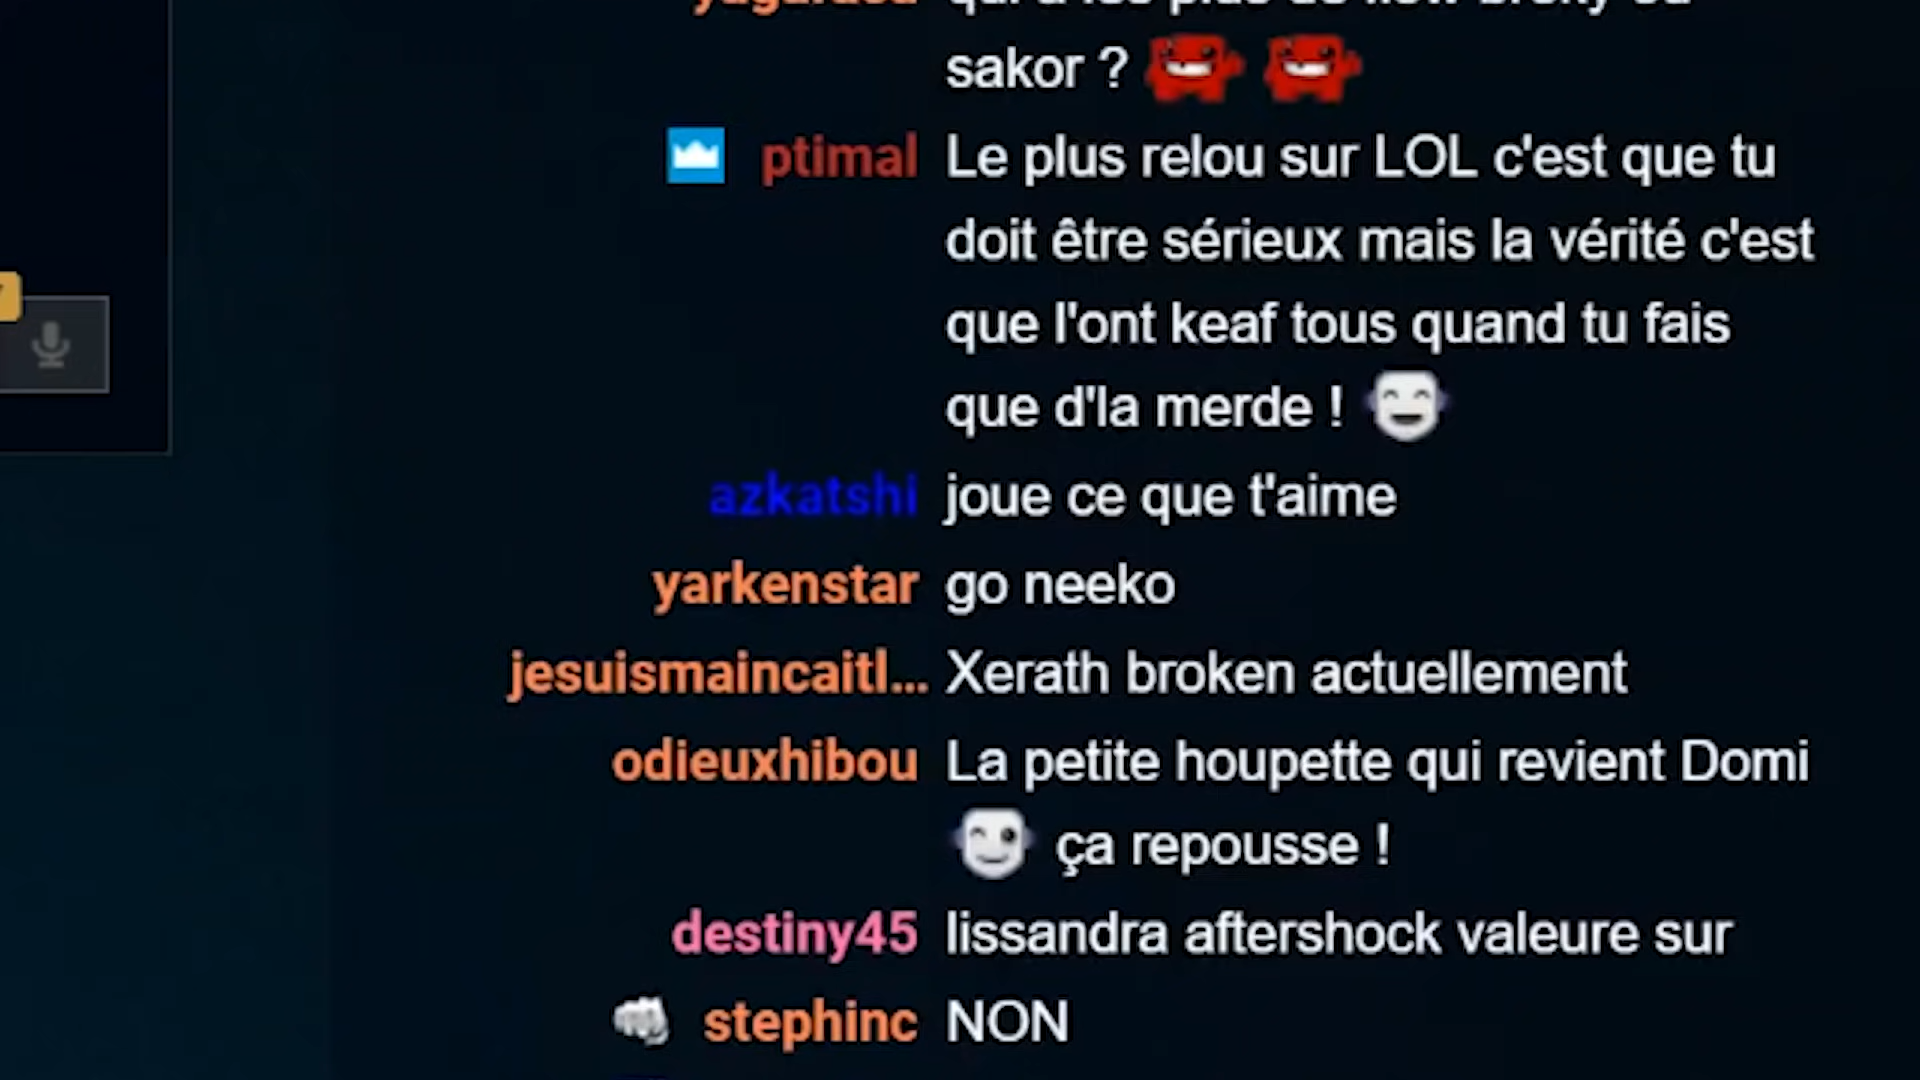 sakor ?
ptimal Le plus relou sur LOL c'est que tu
doit être sérieux mais la vérité c'est
que l'ont keaf tous quand tu fais
que d'la merde !
azkatshi joue ce que t'aime
yarkenstar go neeko
jesuismaincaitl... Xerath broken actuellement
odieuxhibou La petite houpette qui revient Domi
ça repousse !
destiny45 lissandra aftershock valeure sur
stephinc NON